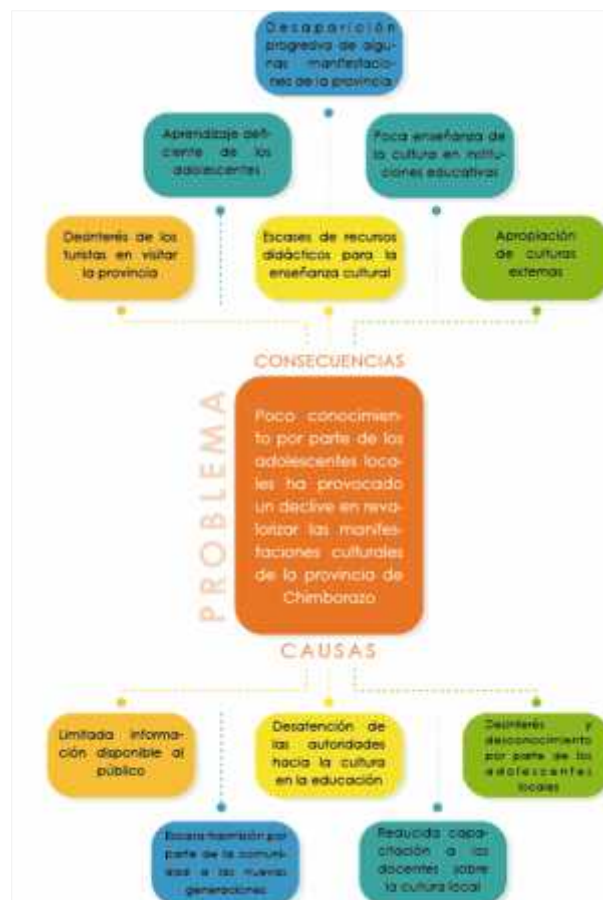 Desaparición
progresiva de algu-
nas manifestacio-
nes de la provincia
Aprendizaje defi-
ciente de los
adolescentes
Poca enseñanza de
la cultura en institu-
ciones educativas
Desinterés de los
turistas en visitar
la provincia
Escases de recursos
didácticos para la
enseñanza cultural
Apropiación
de culturas
externas
CONSECUENCIAS
PROBLEMA
Poco conocimien-
to por parte de los
adolescentes loca-
les ha provocado
un declive en reva-
lorizar las manifes-
taciones culturales
de la provincia de
Chimborazo
CAUSAS
Limitada informa-
ción disponible al
público
Desatención de
las autoridades
hacia la cultura
en la educación
Desinterés y
desconocimiento
por parte de los
adolescentes
locales
por
parte de la comuni-
dad a las nuevas
generaciones
Reducida capa-
citación a los
docentes sobre
la cultura local